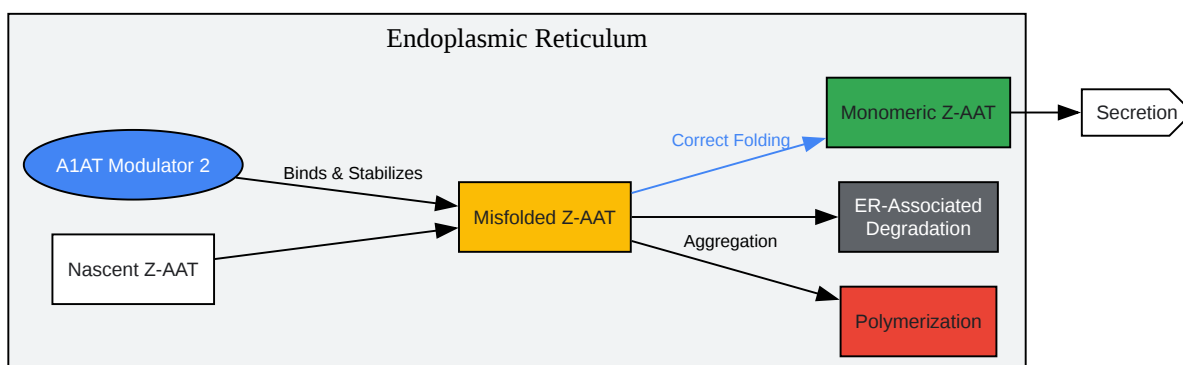 Endoplasmic Reticulum
A1AT Modulator 2
Binds & Stabilizes
Nascent Z-AAT
Misfolded Z-AAT
Correct Folding
Monomeric Z-AAT
Secretion
ER-Associated
Degradation
Aggregation
Polymerization